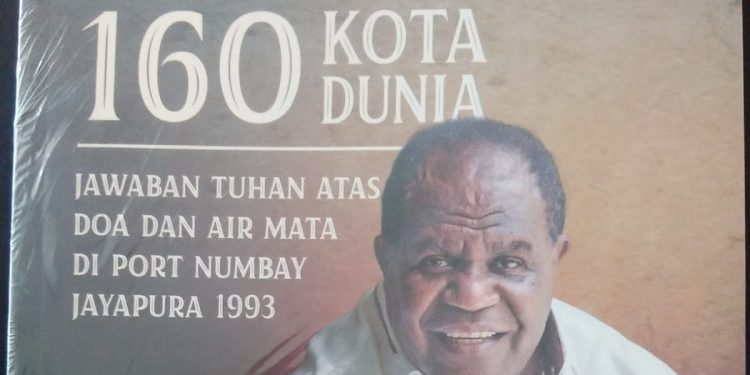 160 KOTA
DUNIA
JAWABAN TUHAN ATAS
DOA DAN AIR MATA
DI PORT NUMBAY
JAYAPURA 1993